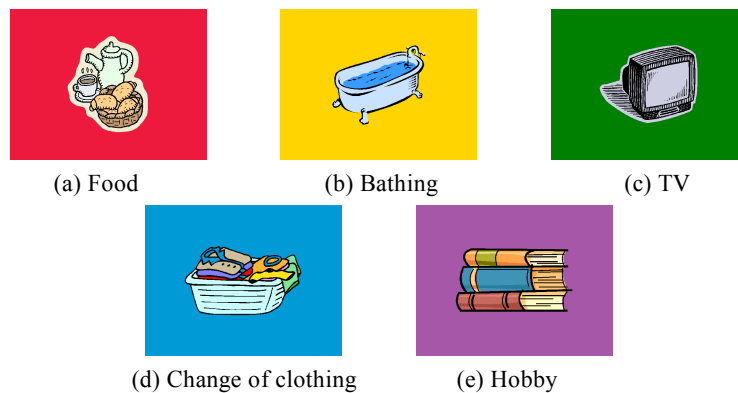 (a) Food
(b) Bathing
(c) TV
(d) Change of clothing
(e) Hobby